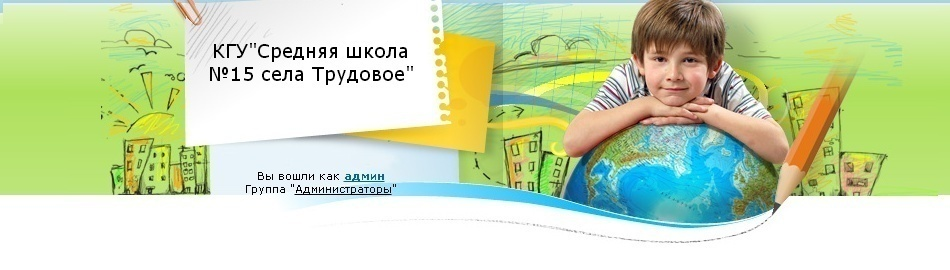 КГУ"Средняя школа
№15 села Трудовое"
Вы вошли как админ
Группа "Администраторы"